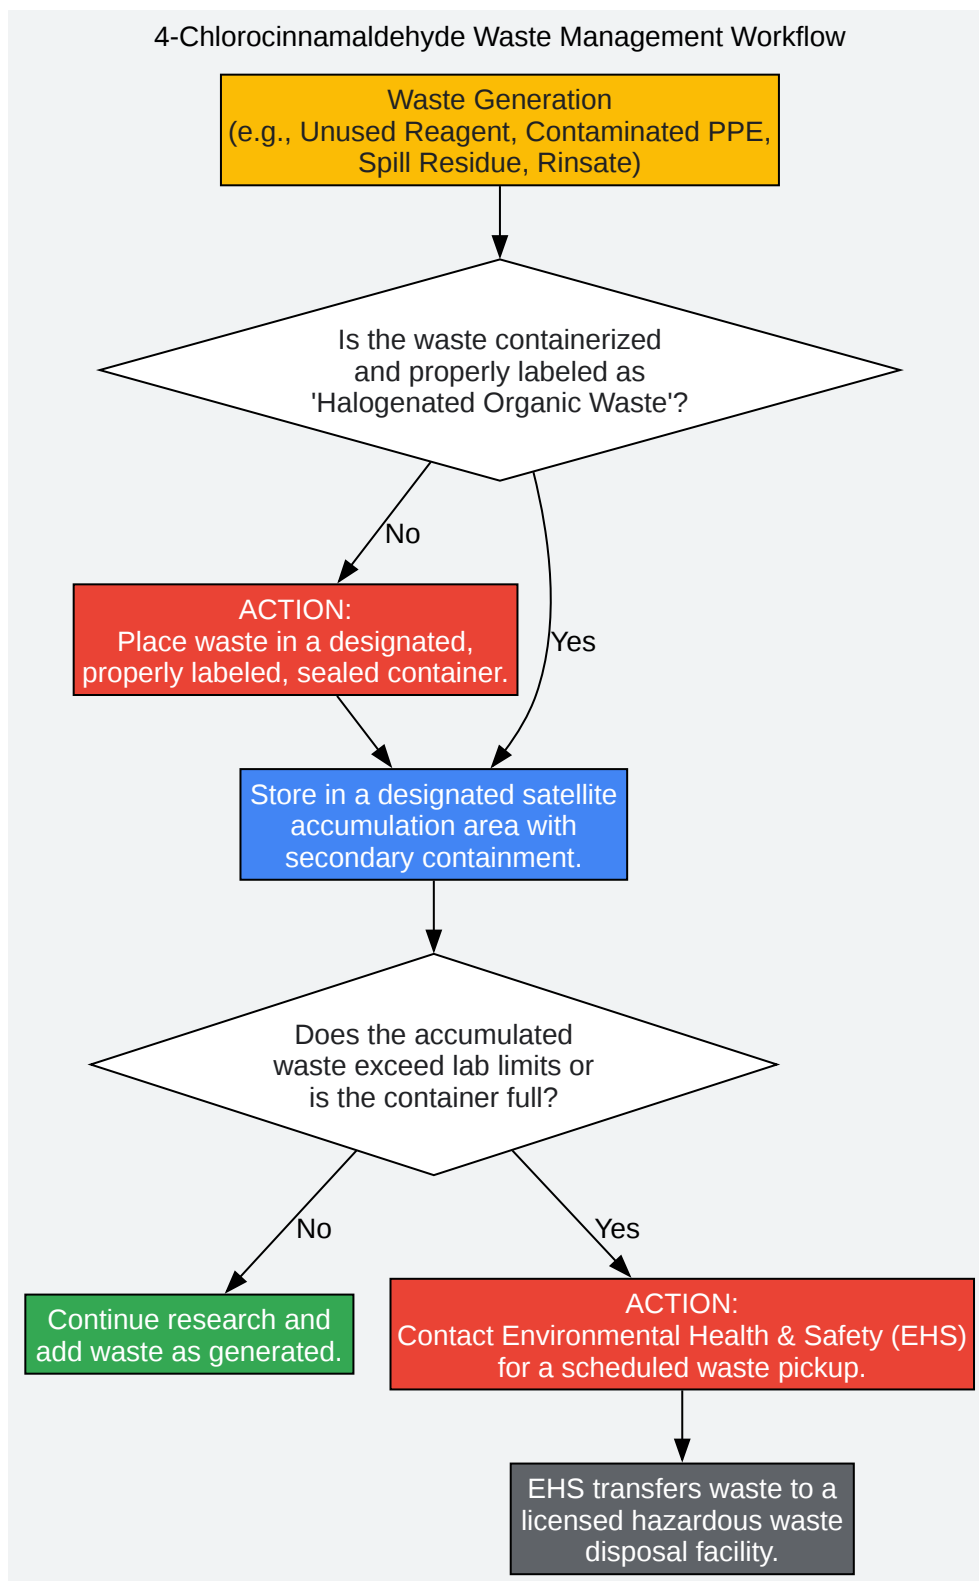 4-Chlorocinnamaldehyde Waste Management Workflow
Waste Generation
(e.g., Unused Reagent, Contaminated PPE,
Spill Residue, Rinsate)
Is the waste containerized
and properly labeled as
'Halogenated Organic Waste'?
No
Yes
ACTION:
Place waste in a designated,
properly labeled, sealed container.
Store in a designated satellite
accumulation area with
secondary containment.
Does the accumulated
waste exceed lab limits or
is the container full?
No
Yes
Continue research and
add waste as generated.
ACTION:
Contact Environmental Health & Safety (EHS)
for a scheduled waste pickup.
EHS transfers waste to a
licensed hazardous waste
disposal facility.